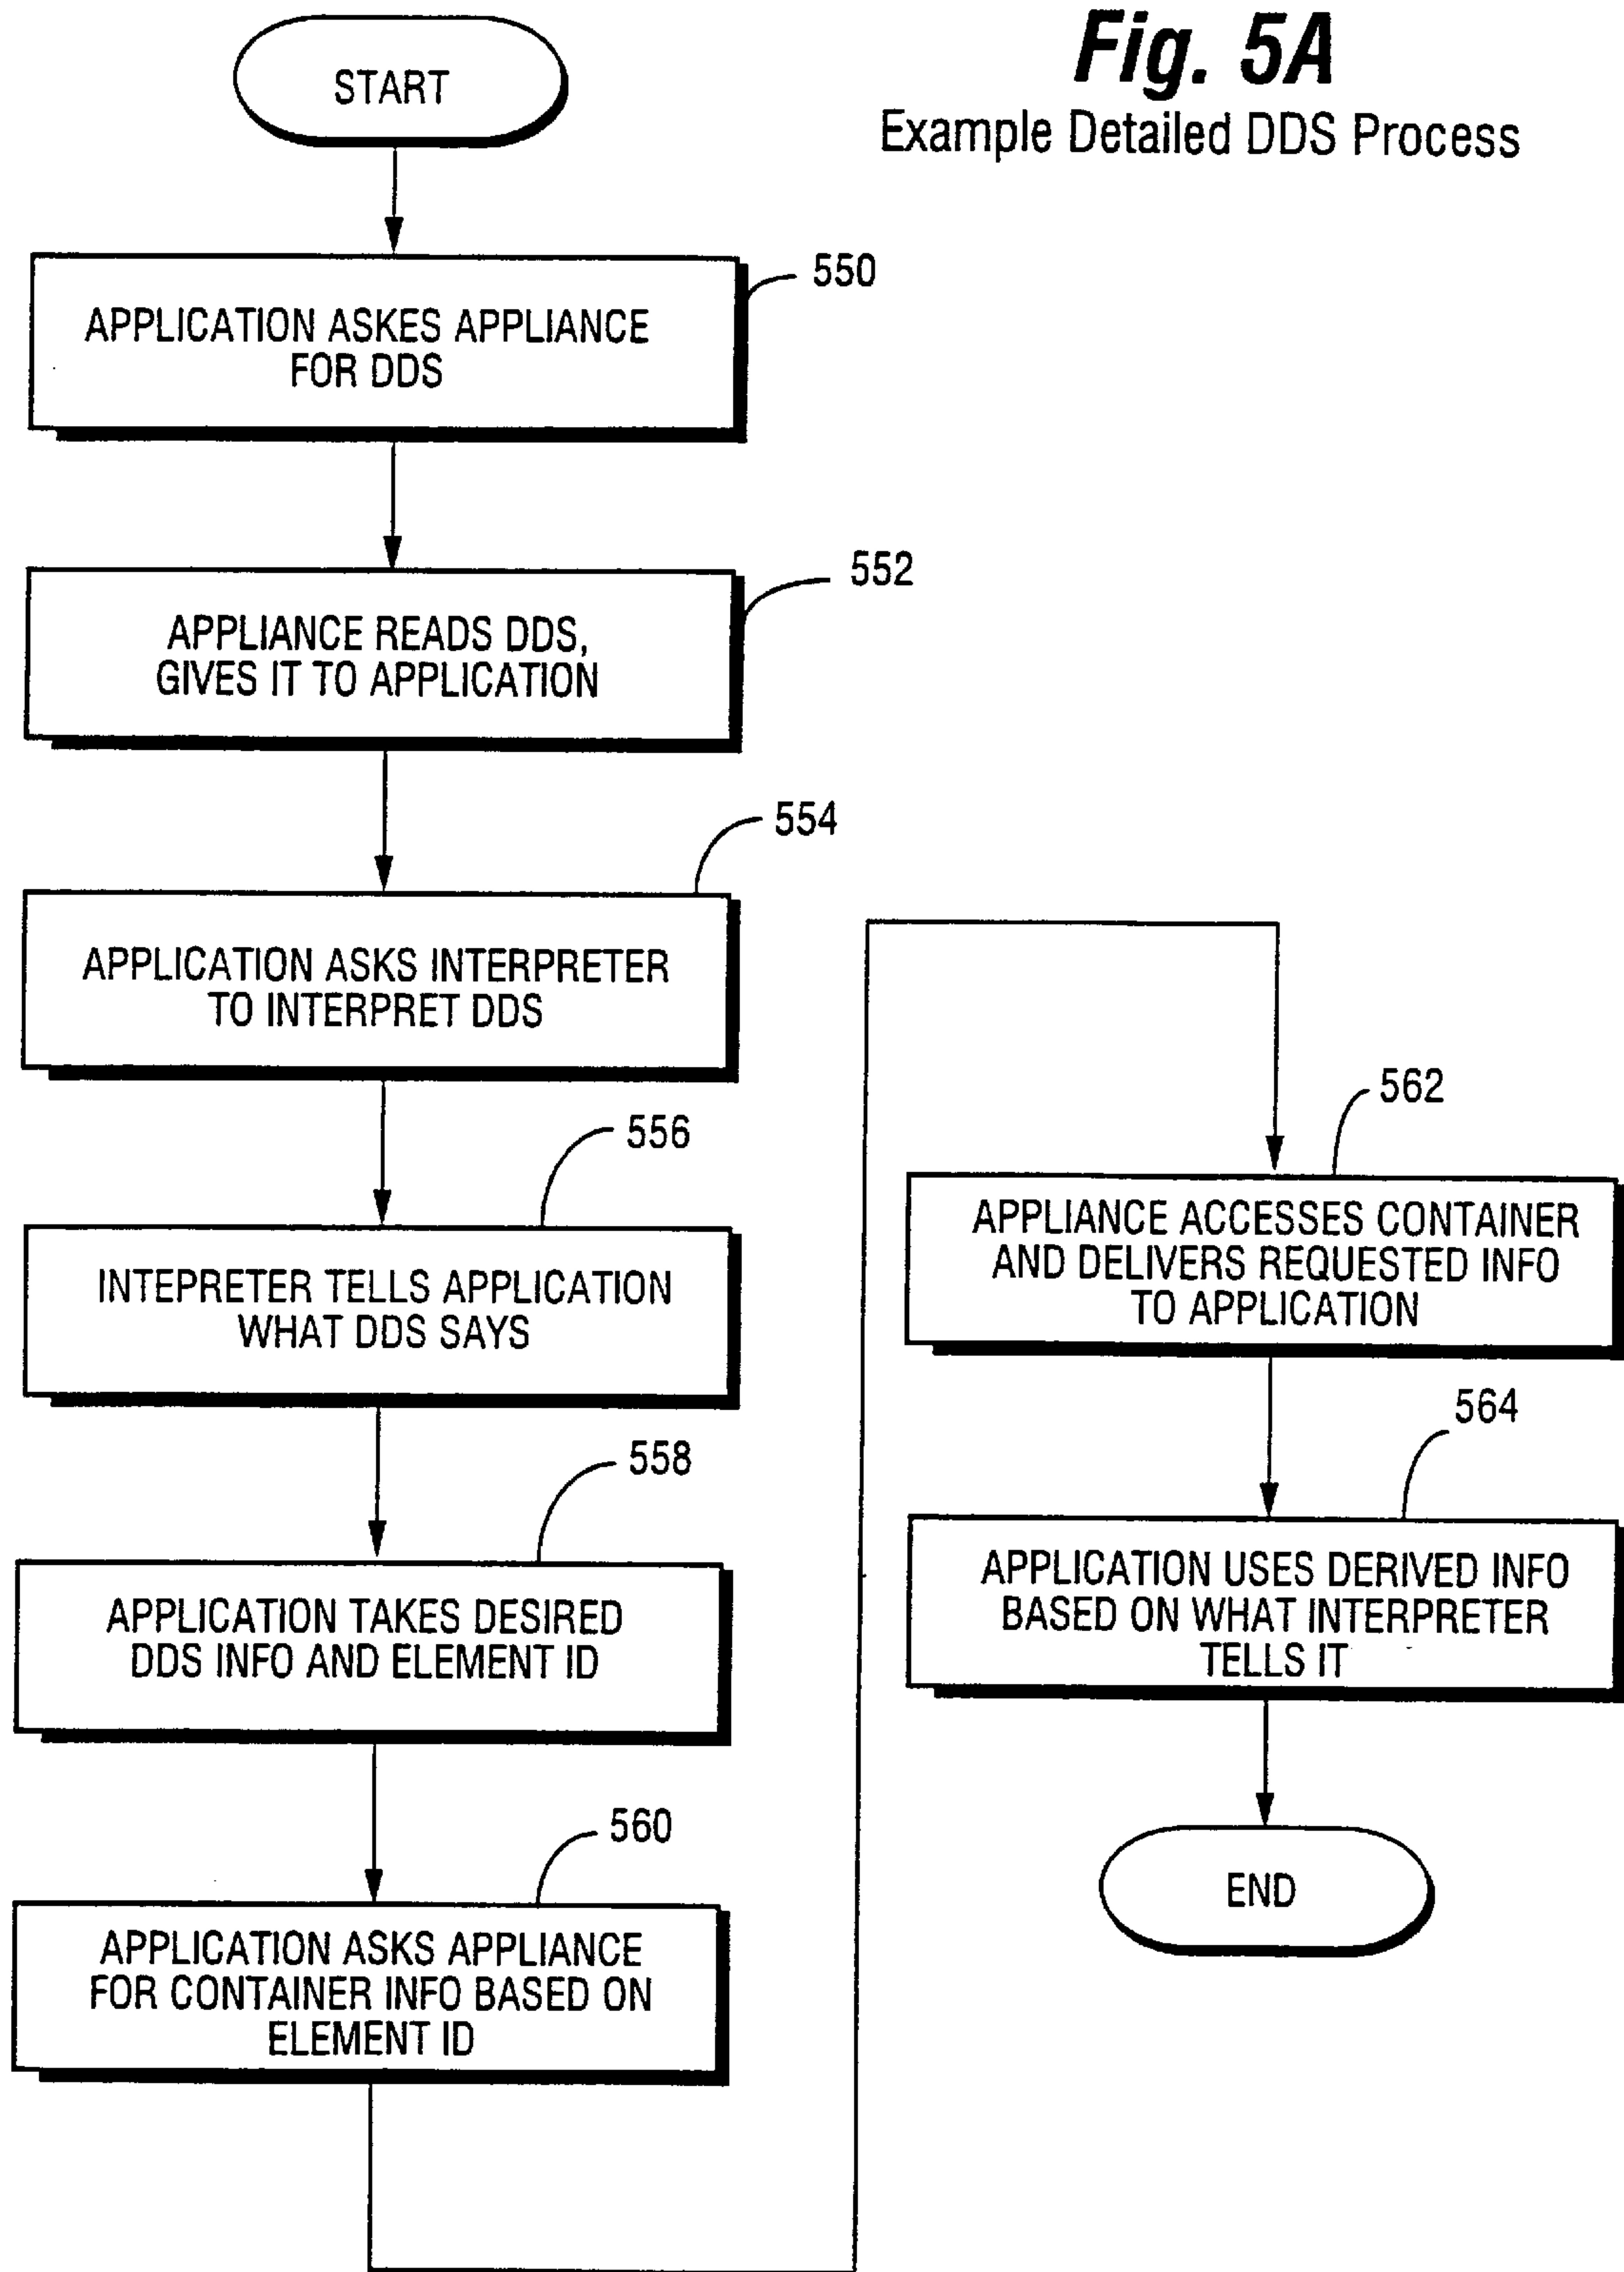 Fig. 5A
Example Detailed DDS Process
START
550
APPLICATION ASKES APPLIANCE
FOR DDS
552
APPLIANCE READS DDS,
GIVES IT TO APPLICATION
554
APPLICATION ASKS INTERPRETER
TO INTERPRET DDS
556
INTEPRETER TELLS APPLICATION
WHAT DDS SAYS
558
APPLICATION TAKES DESIRED
DDS INFO AND ELEMENT ID
560
APPLICATION ASKS APPLIANCE
FOR CONTAINER INFO BASED ON
ELEMENT ID
562
APPLIANCE ACCESSES CONTAINER
AND DELIVERS REQUESTED INFO
TO APPLICATION
564
APPLICATION USES DERIVED INFO
BASED ON WHAT INTERPRETER
TELLS IT
END